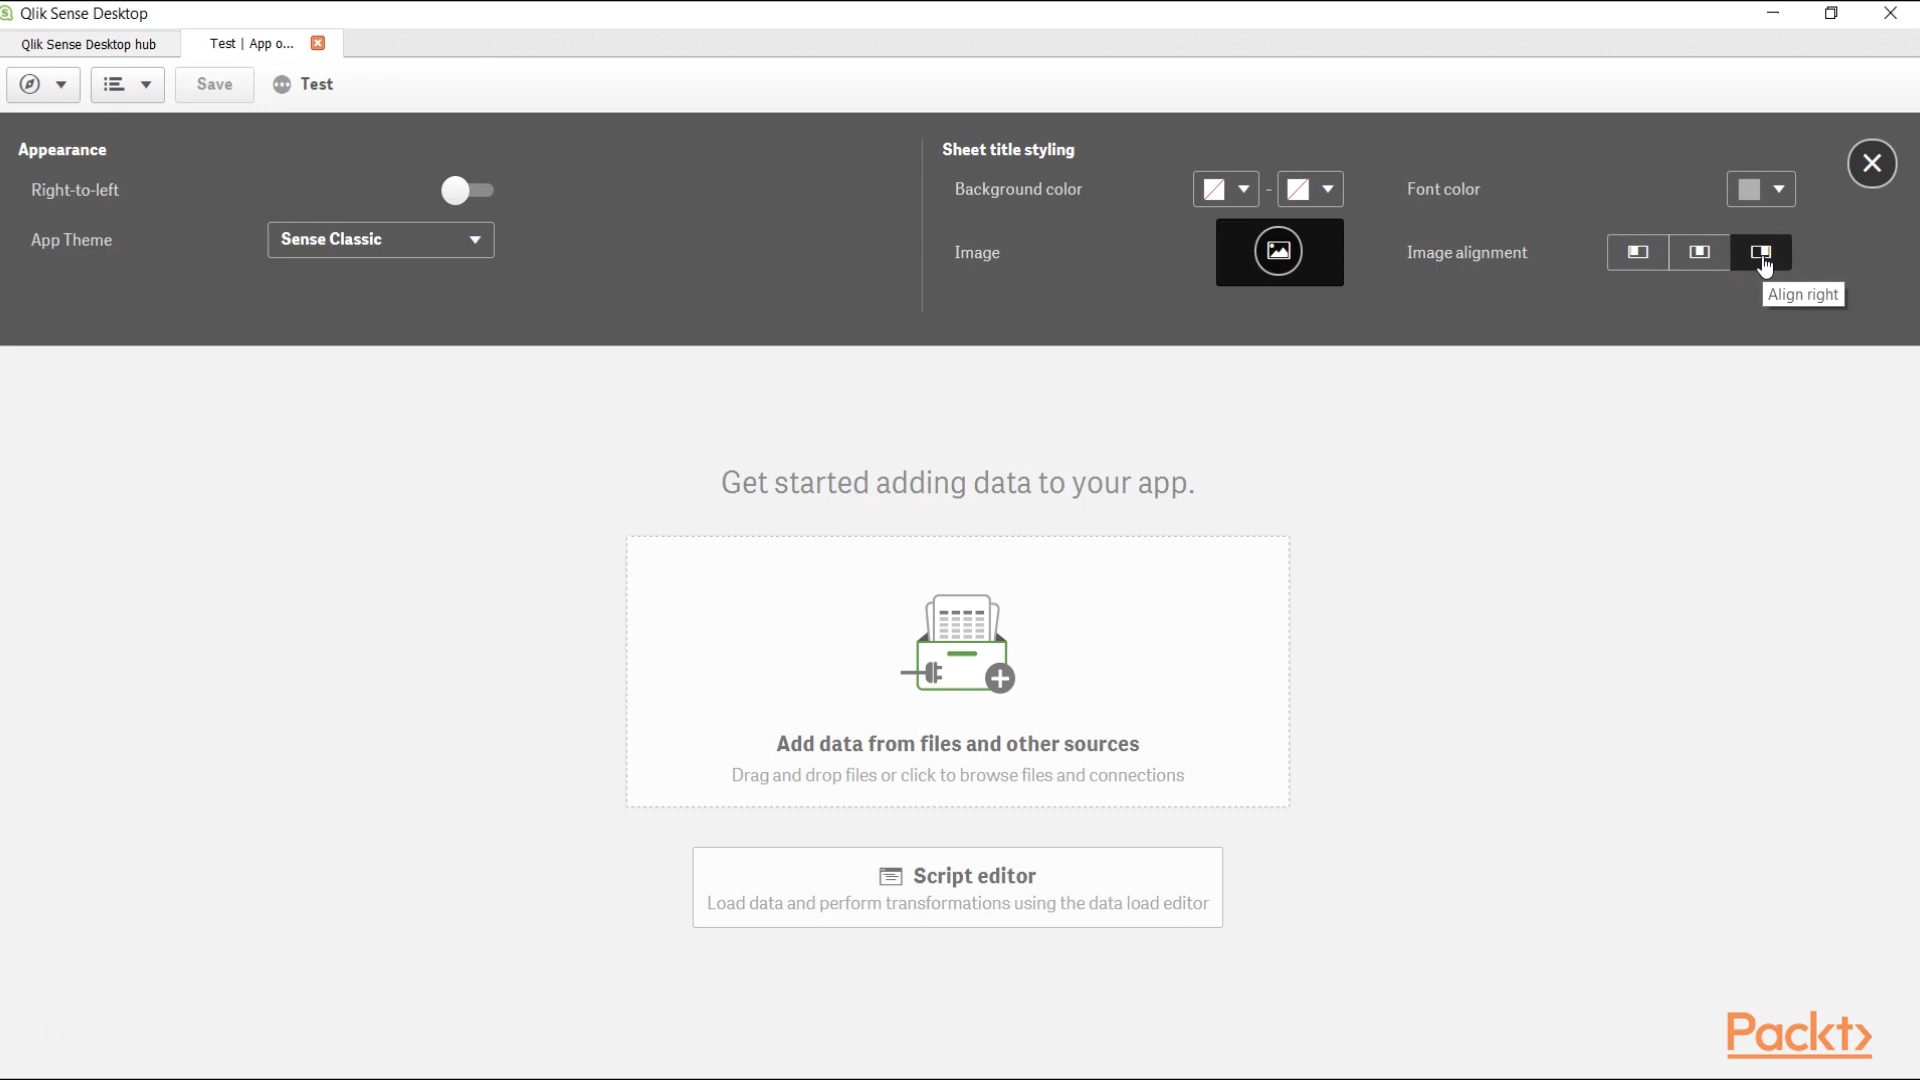 Qlik Sense Desktop
Qlik Sense Desktop hub
Test | App o...
Save
Test
Appearance
Right-to-left
App Theme
Sense Classic
Sheet title styling
Background color
-
Font color
Image
Image alignment
Align right
Get started adding data to your app.
Add data from files and other sources
Drag and drop files or click to browse files and connections
Script editor
Load data and perform transformations using the data load editor
Packt>